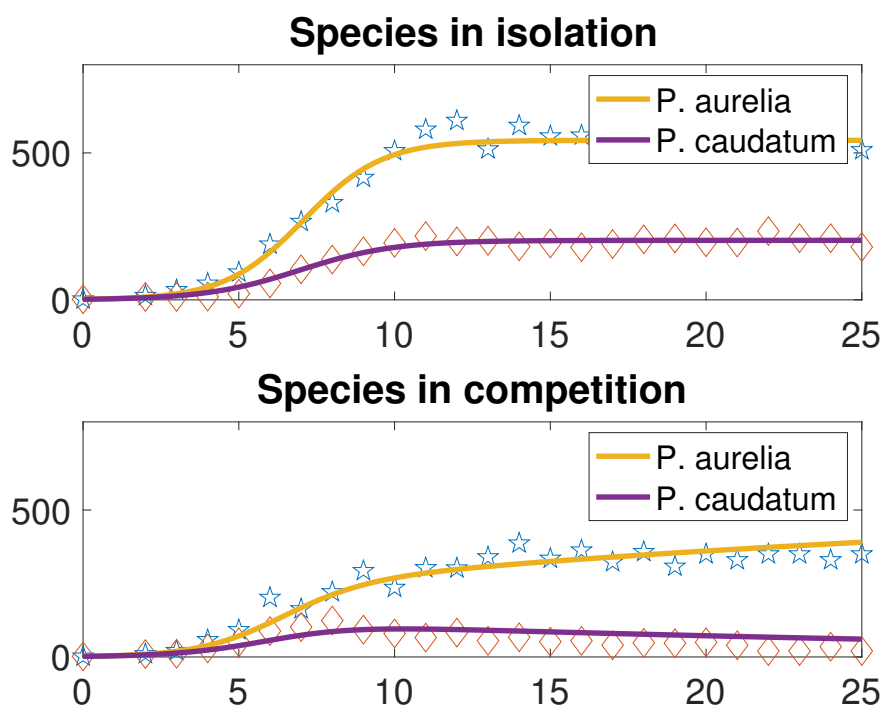 Species in isolation
P. aurelia
P. caudatum
500
0
0 5 10 15 20 25
Species in competition
P. aurelia
P. caudatum
500
0
0 5 10 15 20 25